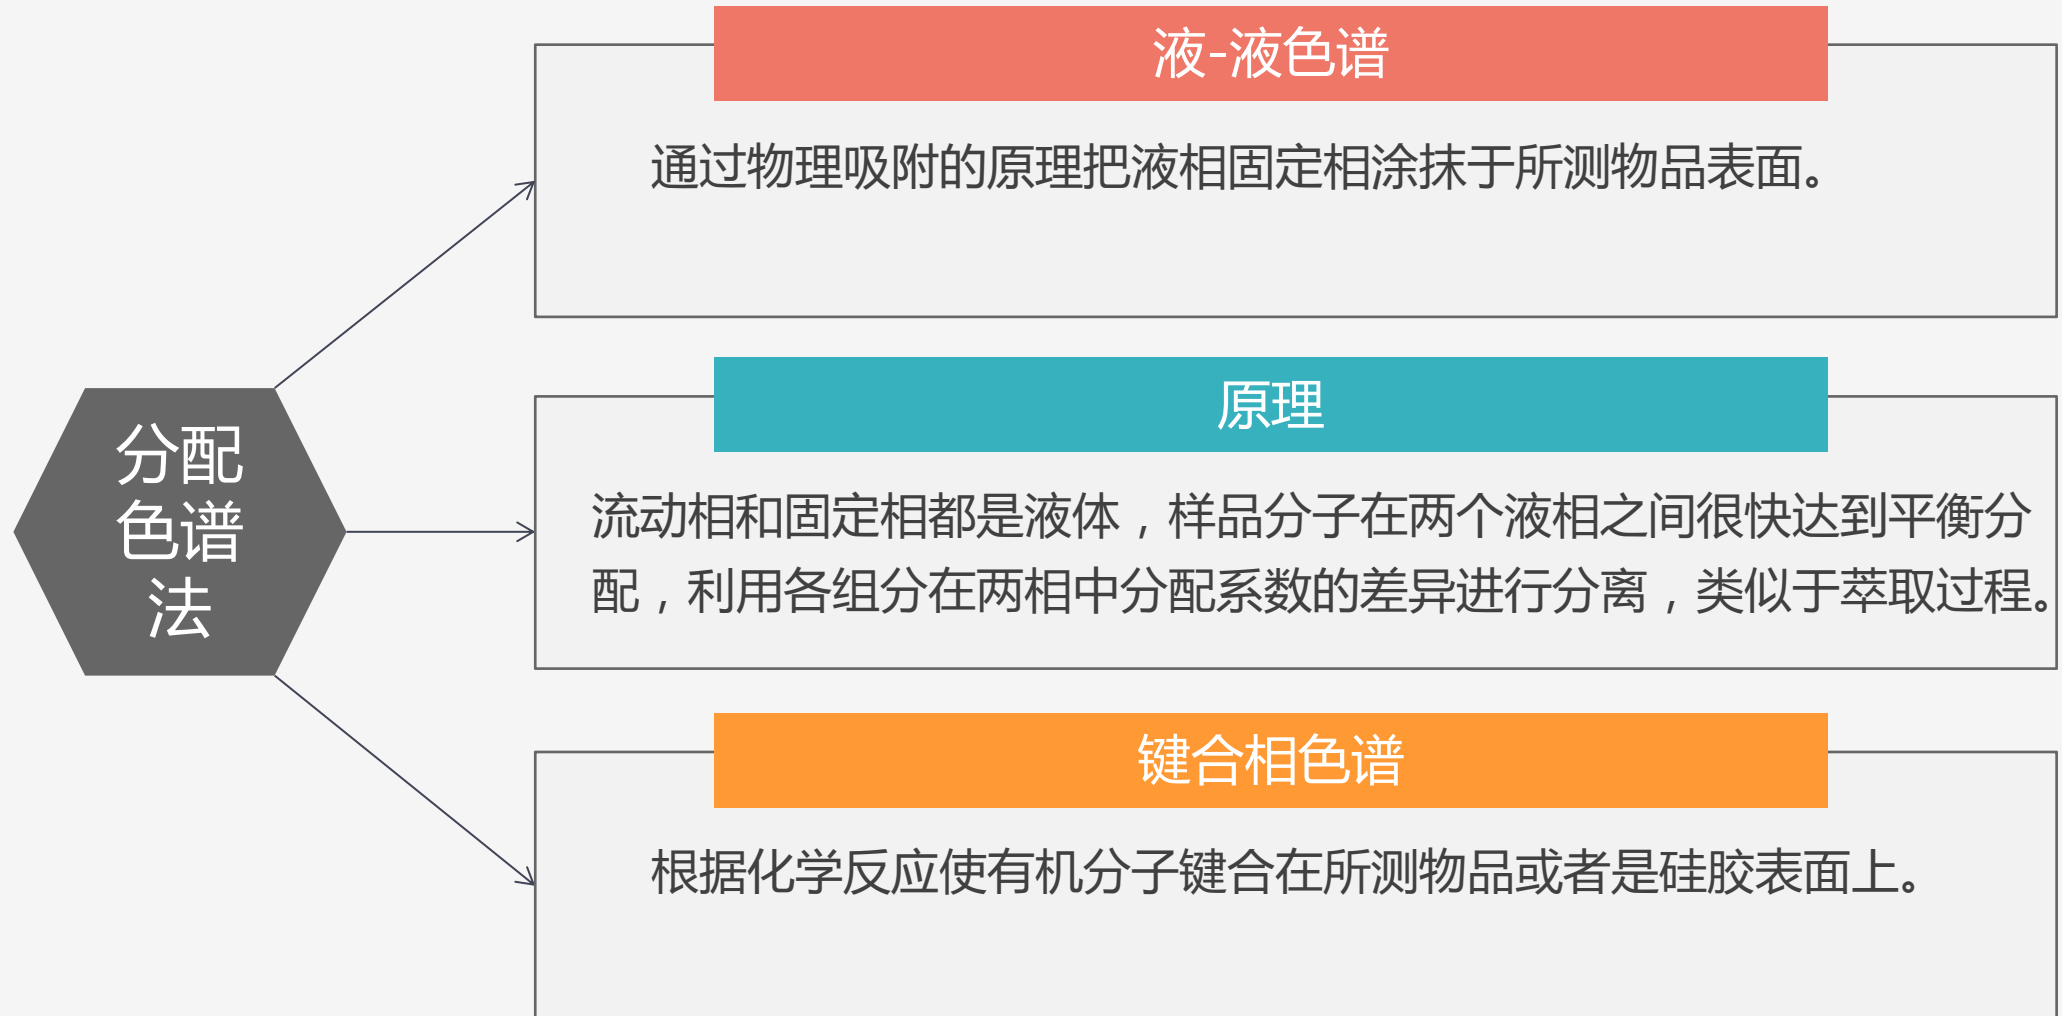 分配
色谱
法
液-液色谱
通过物理吸附的原理把液相固定相涂抹于所测物品表面。
原理
流动相和固定相都是液体，样品分子在两个液相之间很快达到平衡分
配，利用各组分在两相中分配系数的差异进行分离，类似于萃取过程。
键合相色谱
根据化学反应使有机分子键合在所测物品或者是硅胶表面上。